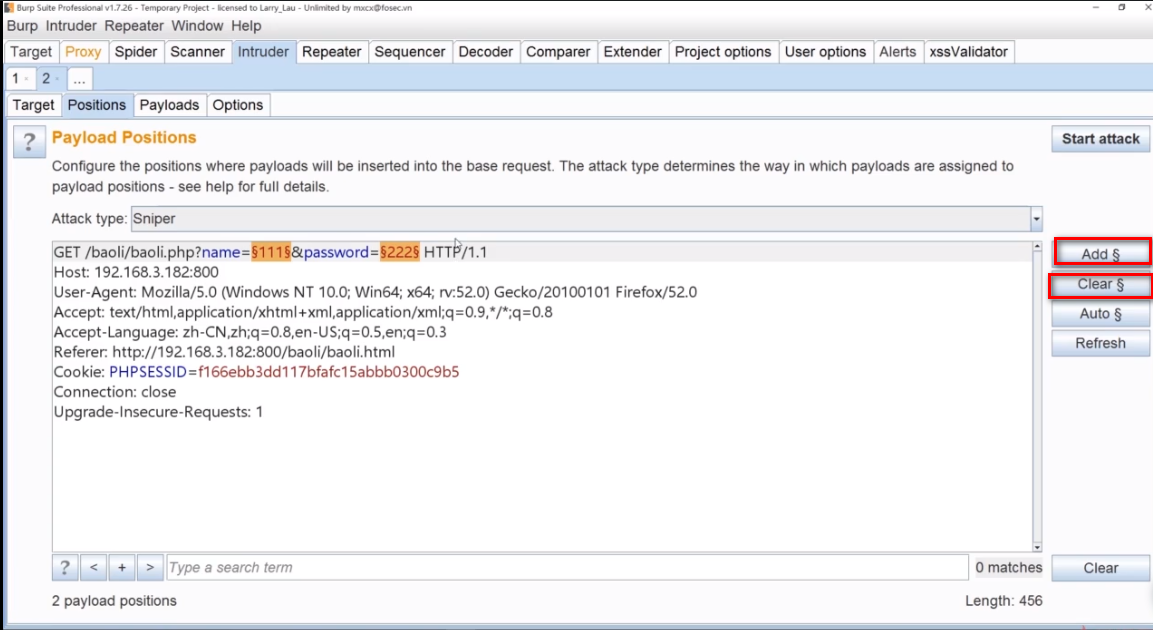 Burp Suite Professional v1.7.26 - Temporary Project - licensed to Larry_Lau - Unlimited by mxcx@fosec.vn
Burp Intruder Repeater Window Help
Target Proxy Spider Scanner Intruder Repeater Sequencer Decoder Comparer Extender Project options User options Alerts xssValidator
1 2 ...
Target Positions Payloads Options
? Payload Positions Start attack
Configure the positions where payloads will be inserted into the base request. The attack type determines the way in which payloads are assigned to
payload positions - see help for full details.
Attack type: Sniper
GET /baoli/baoli.php?name=§111§&password=§222§ HTTP/1.1
Host: 192.168.3.182:800
User-Agent: Mozilla/5.0 (Windows NT 10.0; Win64; x64; rv:52.0) Gecko/20100101 Firefox/52.0
Accept: text/html,application/xhtml+xml,application/xml;q=0.9,*/*;q=0.8
Accept-Language: zh-CN,zh;q=0.8,en-US;q=0.5,en;q=0.3
Referer: http://192.168.3.182:800/baoli/baoli.html
Cookie: PHPSESSID=f166ebb3dd117bfafc15abbb0300c9b5
Connection: close
Upgrade-Insecure-Requests: 1
Add §
Clear §
Auto §
Refresh
? < + > Type a search term 0 matches Clear
2 payload positions Length: 456